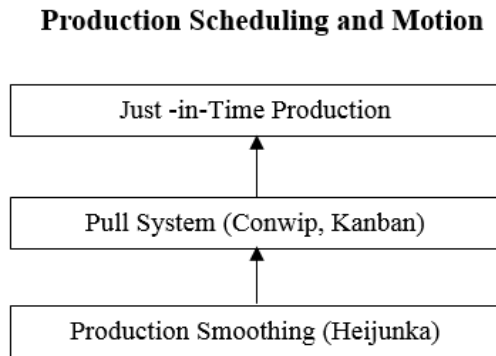 Production Scheduling and Motion
Just -in-Time Production
Pull System (Conwip, Kanban)
Production Smoothing (Heijunka)